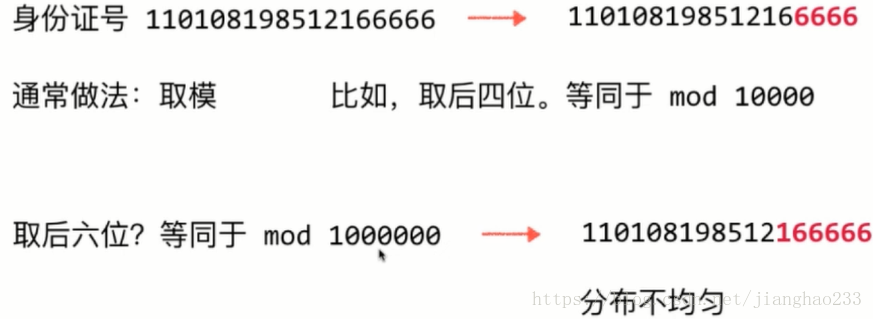 身份证号 110108198512166666 → 110108198512166666
通常做法：取模 比如，取后四位。等同于 mod 10000
取后六位？等同于 mod 1000000 → 110108198512166666
分布不均匀
https://blog.csdn.net/jianghao233